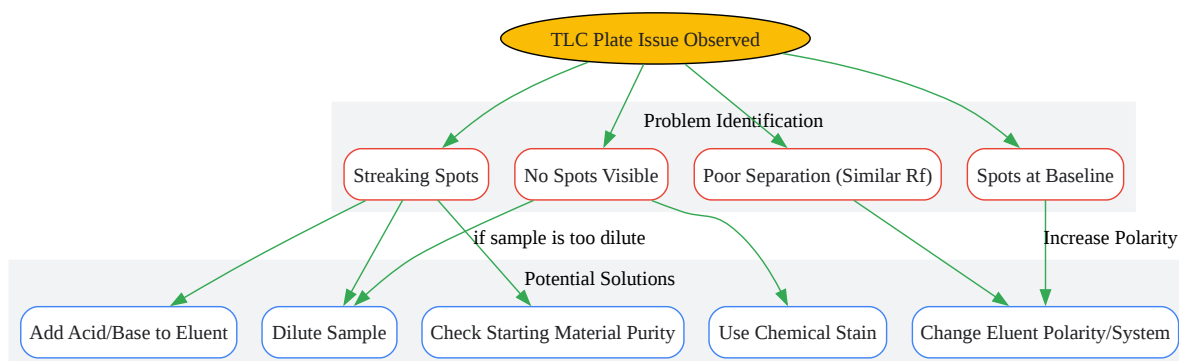 TLC Plate Issue Observed
Problem Identification
Streaking Spots
No Spots Visible
Poor Separation (Similar Rf)
Spots at Baseline
if sample is too dilute
Increase Polarity
Potential Solutions
Add Acid/Base to Eluent
Dilute Sample
Check Starting Material Purity
Use Chemical Stain
Change Eluent Polarity/System